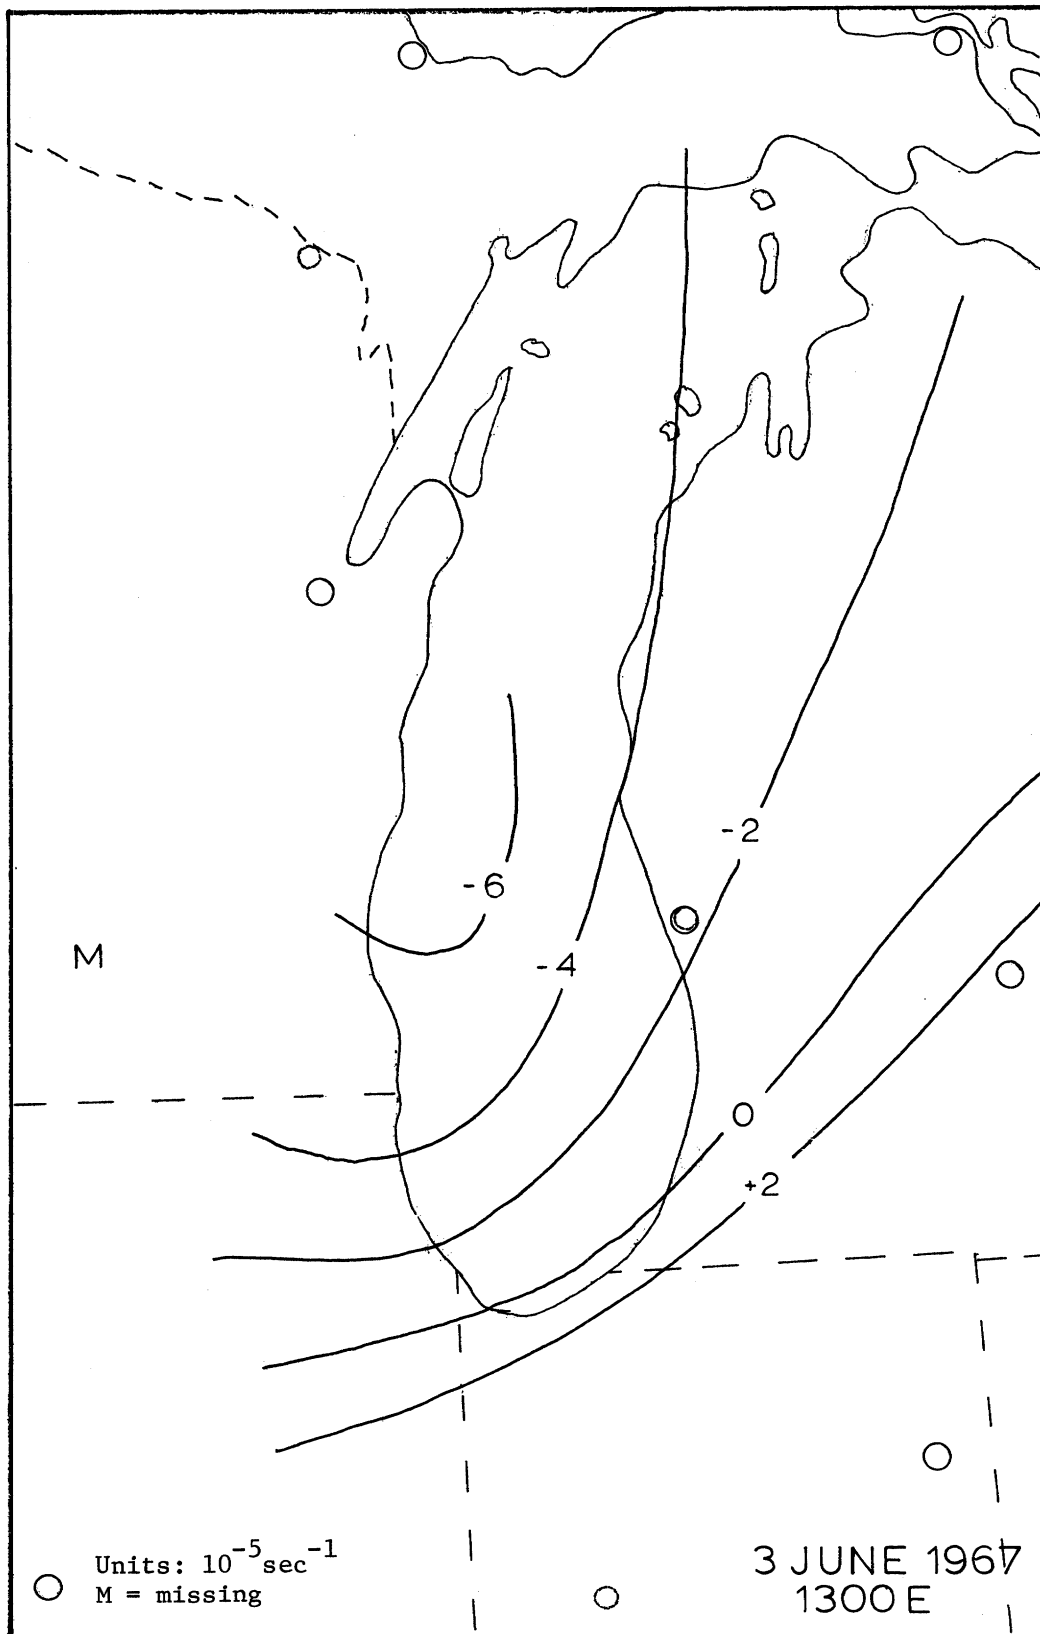 -2
-6
M
-4
0
+2
Units: 10^-5 sec^-1
M = missing
3 JUNE 1967
1300 E